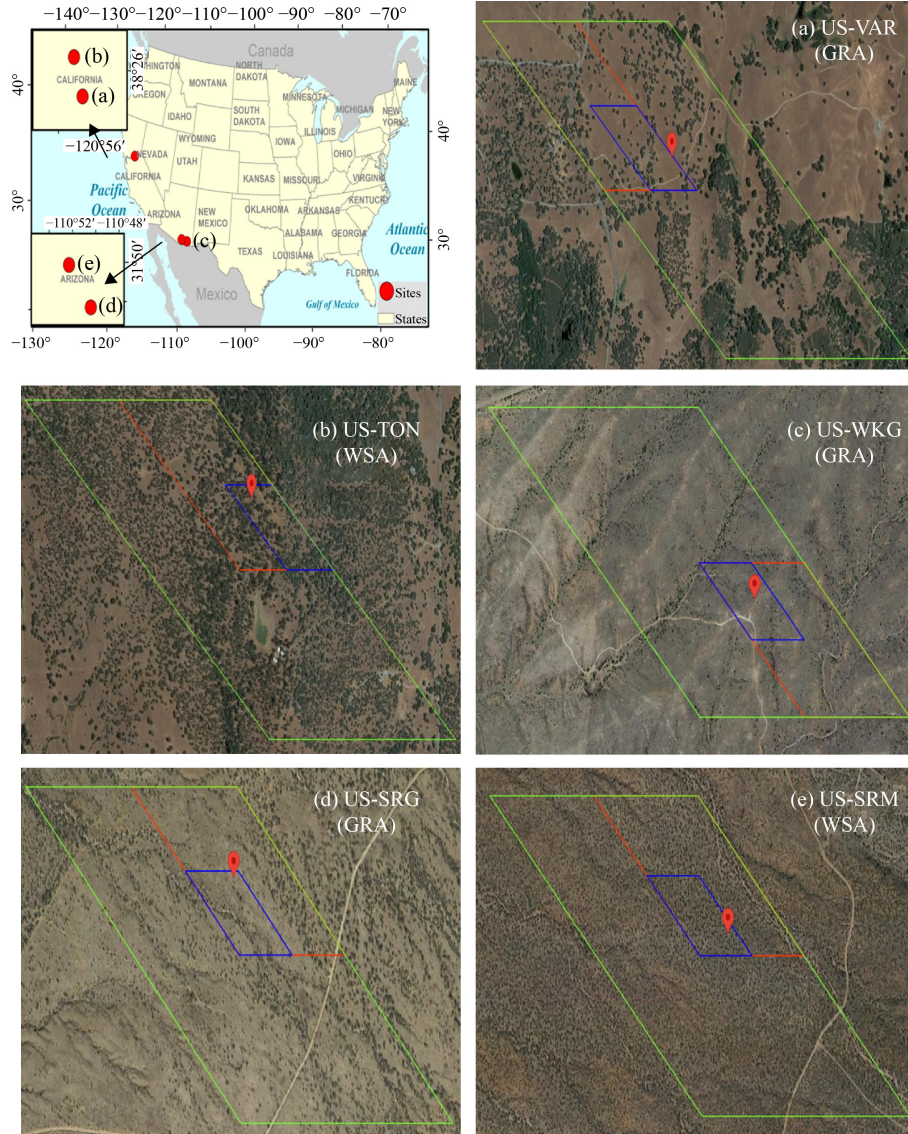 −140° −130° −120° −110° −100° −90° −80° −70° −60°
Canada
(b)
CALIFORNIA
(a)
38°26′
−120°56′
40°
30°
40°
30°
OREGON
IDAHO
MONTANA
NORTH
DAKOTA
SOUTH
DAKOTA
MINNESOTA
MICHIGAN
MAINE
NEW
YORK
WYOMING
NEVADA
UTAH
CALIFORNIA
IOWA
ILLINOIS
OHIO
KANSAS
MISSOURI
VIRGINIA
KENTUCKY
ARIZONA
NEW
MEXICO
OKLAHOMA
ARKANSAS
TEXAS
LOUISIANA
ALABAMA
GEORGIA
FLORIDA
Pacific
Ocean
Atlantic
Ocean
−110°52′ −110°48′
31°50′
(c)
(e)
ARIZONA
(d)
Mexico
Gulf of Mexico
Sites
States
−130° −120° −110° −100° −90° −80°
(a) US-VAR
(GRA)
(b) US-TON
(WSA)
(c) US-WKG
(GRA)
(d) US-SRG
(GRA)
(e) US-SRM
(WSA)